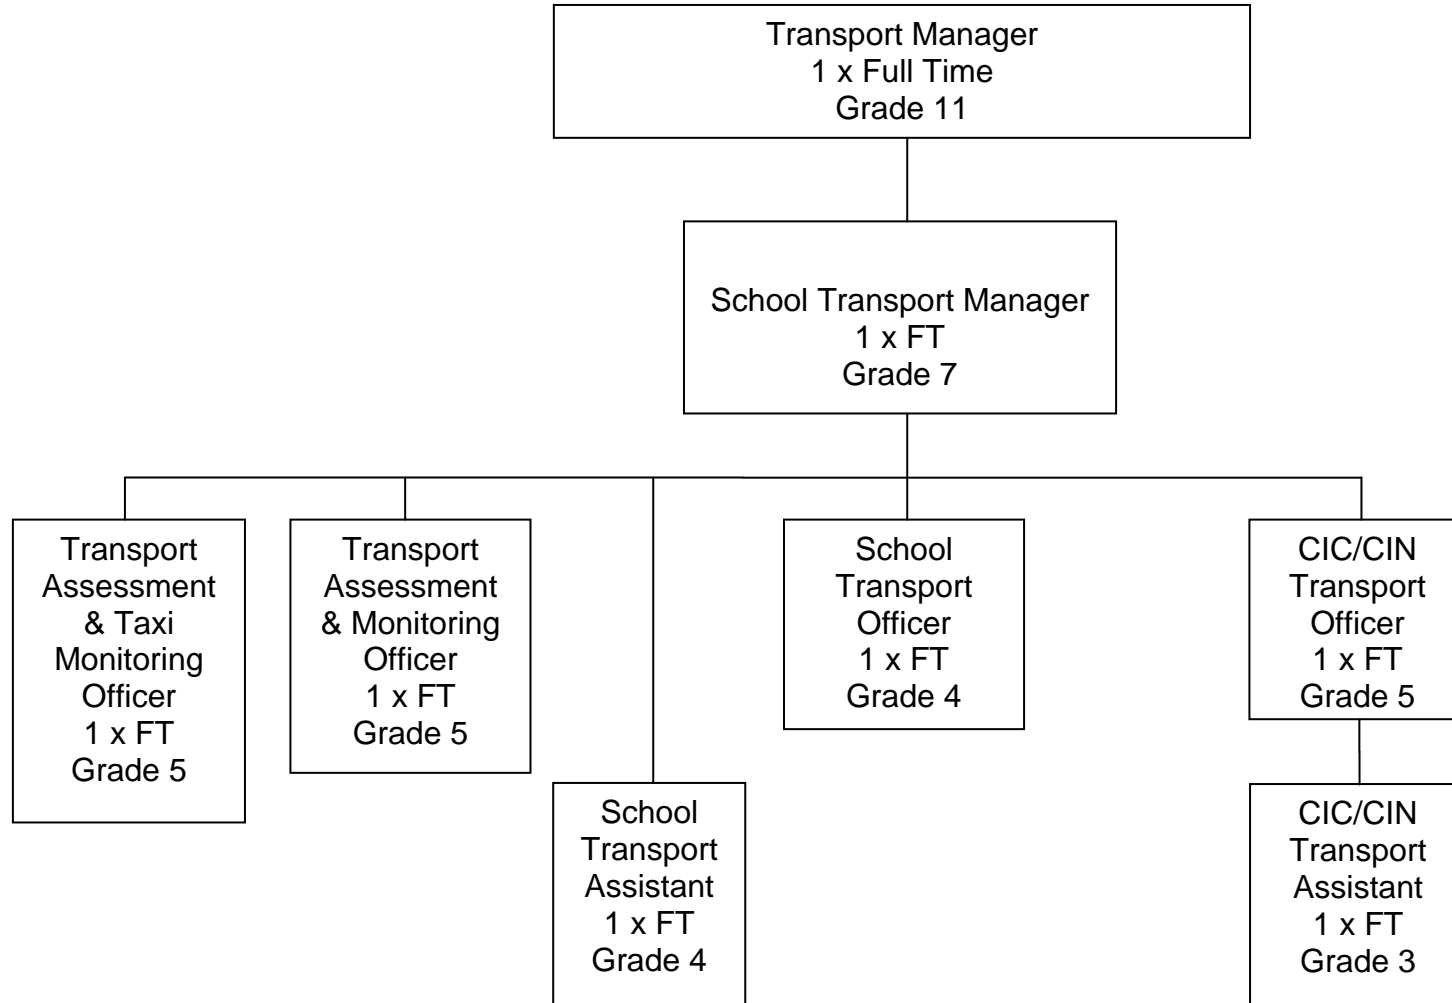 Transport Manager
1 x Full Time
Grade 11
School Transport Manager
1 x FT
Grade 7
Transport
Assessment
& Taxi
Monitoring
Officer
1 x FT
Grade 5
Transport
Assessment
& Monitoring
Officer
1 x FT
Grade 5
School
Transport
Officer
1 x FT
Grade 4
CIC/CIN
Transport
Officer
1 x FT
Grade 5
School
Transport
Assistant
1 x FT
Grade 4
CIC/CIN
Transport
Assistant
1 x FT
Grade 3